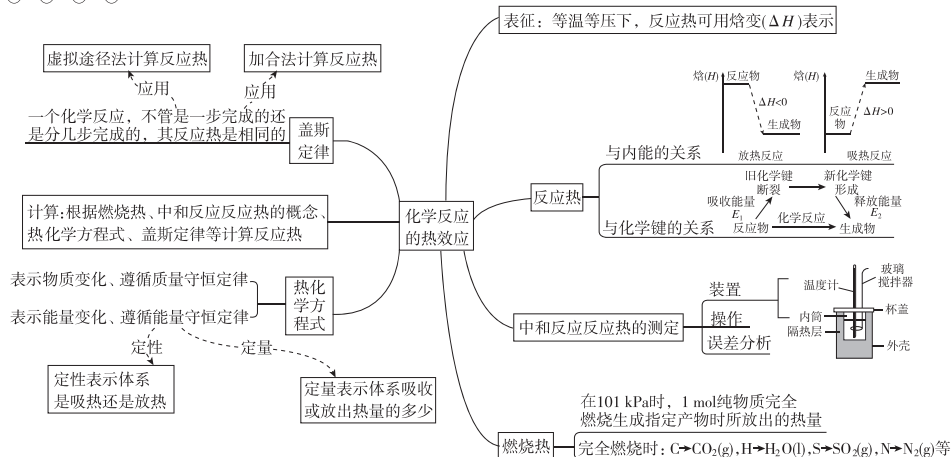 表征：等温等压下，反应热可用焓变(ΔH)表示
虚拟途径法计算反应热
加合法计算反应热
应用
应用
一个化学反应，不管是一步完成的还
是分几步完成的，其反应热是相同的
盖斯
定律
计算:根据燃烧热、中和反应反应热的概念、
热化学方程式、盖斯定律等计算反应热
化学反应
的热效应
表示物质变化、遵循质量守恒定律
表示能量变化、遵循能量守恒定律
热化
学方
程式
定性
定量
定性表示体系
是吸热还是放热
定量表示体系吸收
或放出热量的多少
反应热
与内能的关系
焓(H)
反应物
ΔH<0
生成物
放热反应
焓(H)
生成物
反应
物
ΔH>0
吸热反应
与化学键的关系
旧化学键
断裂
新化学键
形成
吸收能量
E₁
释放能量
E₂
反应物
化学反应
生成物
中和反应反应热的测定
装置
操作
误差分析
玻璃
搅拌器
温度计
杯盖
内筒
隔热层
外壳
燃烧热
在101 kPa时，1 mol纯物质完全
燃烧生成指定产物时所放出的热量
完全燃烧时：C→CO₂(g),H→H₂O(l),S→SO₂(g),N→N₂(g)等